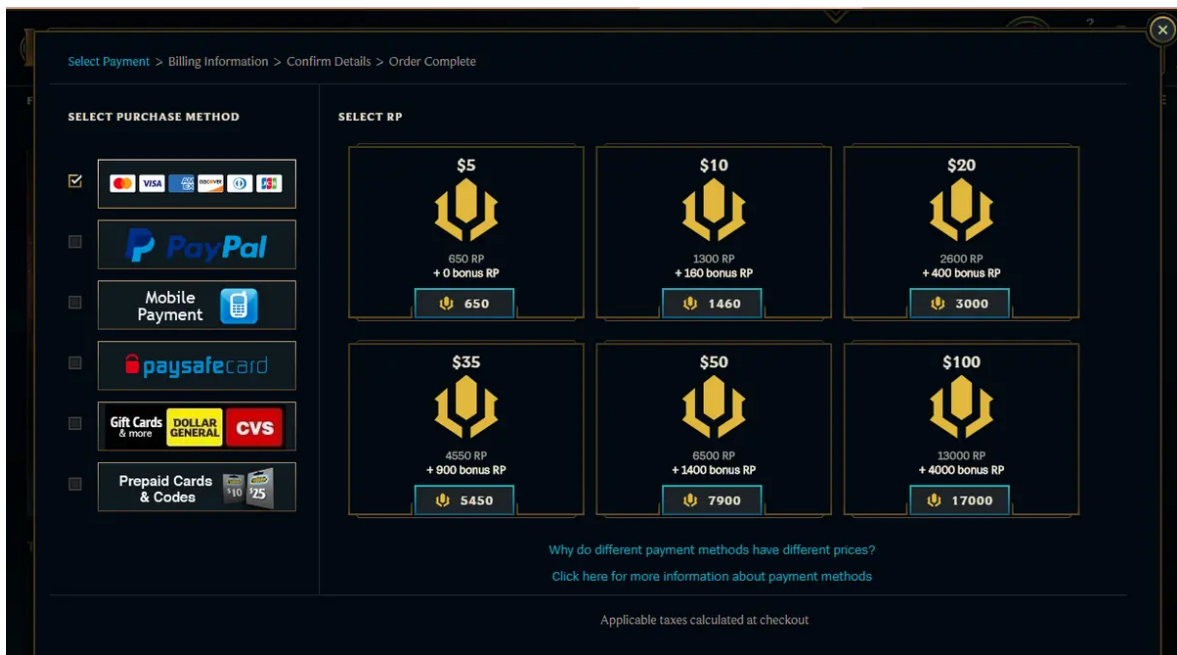 Select Payment > Billing Information > Confirm Details > Order Complete
SELECT PURCHASE METHOD
VISA
AM
EX
DISCOVER
JCB
PayPal
Mobile
Payment
paysafecard
Gift Cards
& more
DOLLAR
GENERAL
CVS
Prepaid Cards
& Codes
$10 $25
SELECT RP
$5
650 RP
+ 0 bonus RP
650
$10
1300 RP
+ 160 bonus RP
1460
$20
2600 RP
+ 400 bonus RP
3000
$35
4550 RP
+ 900 bonus RP
5450
$50
6500 RP
+ 1400 bonus RP
7900
$100
13000 RP
+ 4000 bonus RP
17000
Why do different payment methods have different prices?
Click here for more information about payment methods
Applicable taxes calculated at checkout